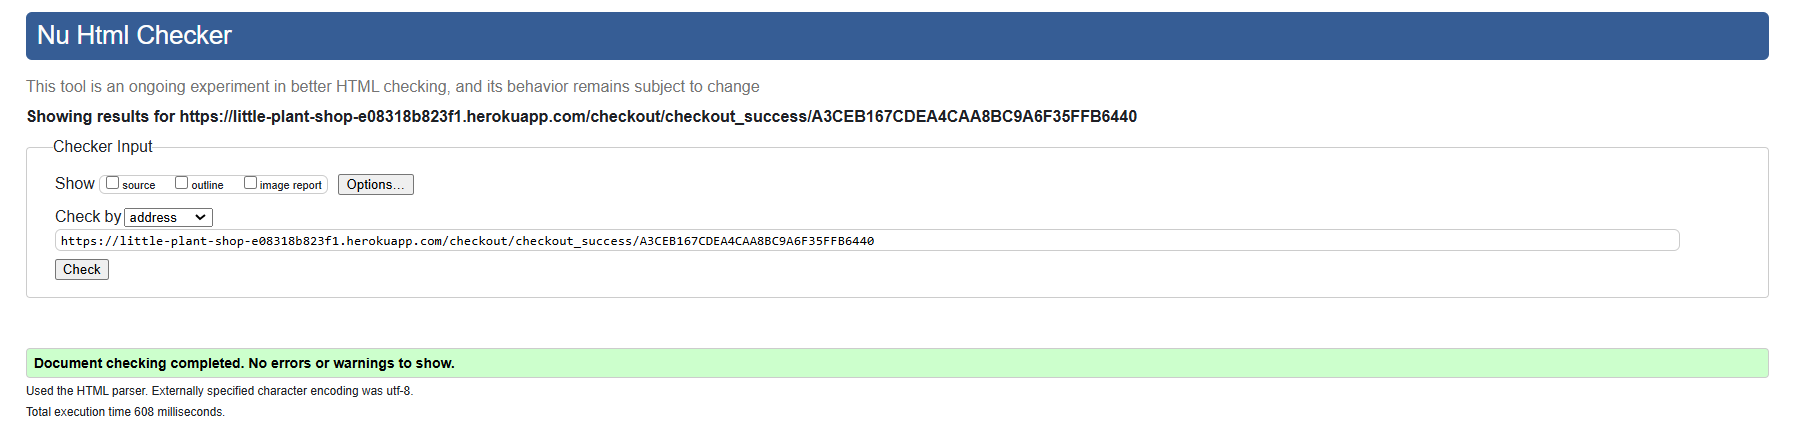 Nu Html Checker
This tool is an ongoing experiment in better HTML checking, and its behavior remains subject to change
Showing results for https://little-plant-shop-e08318b823f1.herokuapp.com/checkout/checkout_success/A3CEB167CDEA4CAA8BC9A6F35FFB6440
Checker Input
Show source outline image report Options...
Check by address
https://little-plant-shop-e08318b823f1.herokuapp.com/checkout/checkout_success/A3CEB167CDEA4CAA8BC9A6F35FFB6440
Check
Document checking completed. No errors or warnings to show.
Used the HTML parser. Externally specified character encoding was utf-8.
Total execution time 608 milliseconds.